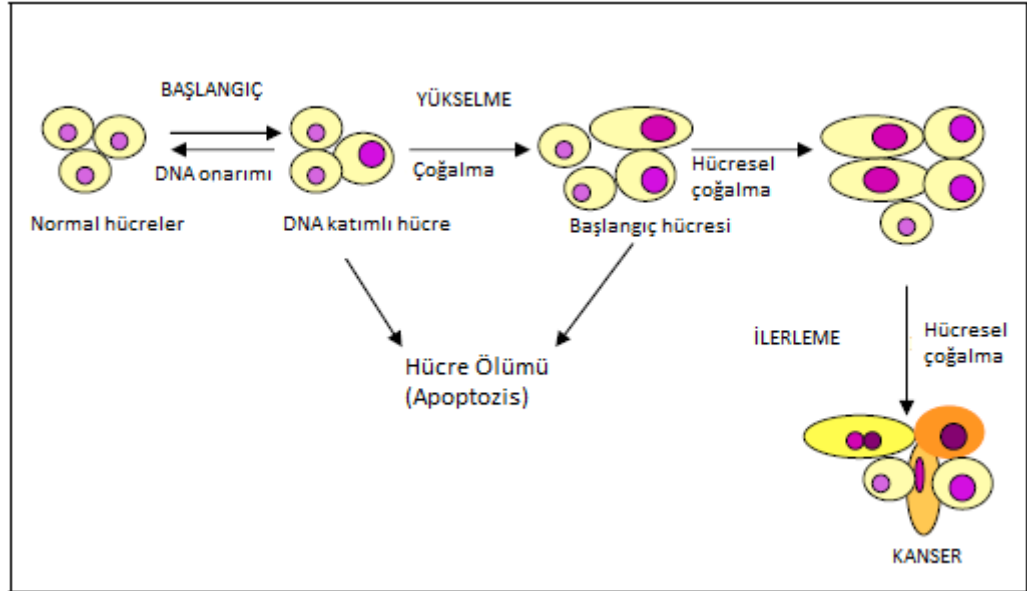 BAŞLANGIÇ
DNA onarımı
Normal hücreler
DNA katımlı hücre
YÜKSELME
Çoğalma
Başlangıç hücresi
Hücresel
çoğalma
Hücre Ölümü
(Apoptozis)
İLERLEME
Hücresel
çoğalma
KANSER